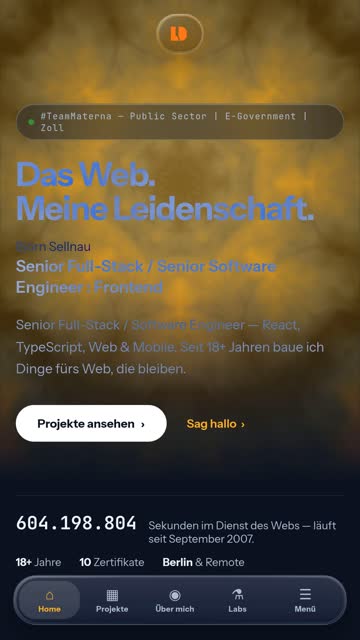 #TeamMaterna — Public Sector | E-Government |
Zoll
Das Web.
Meine Leidenschaft.
Sellnau
Senior Full-Stack / Senior Software
Engineer : Frontend
Senior Full-Stack / Software Engineer — React,
TypeScript, Web & Mobile. Seit 18+ Jahren baue ich
Dinge fürs Web, die bleiben.
Projekte ansehen ›
Sag hallo ›
604.198.804
Sekunden im Dienst des Webs — läuft
seit September 2007.
18+ Jahre
10 Zertifikate
Berlin & Remote
Home
Projekte
Über mich
Labs
Menü